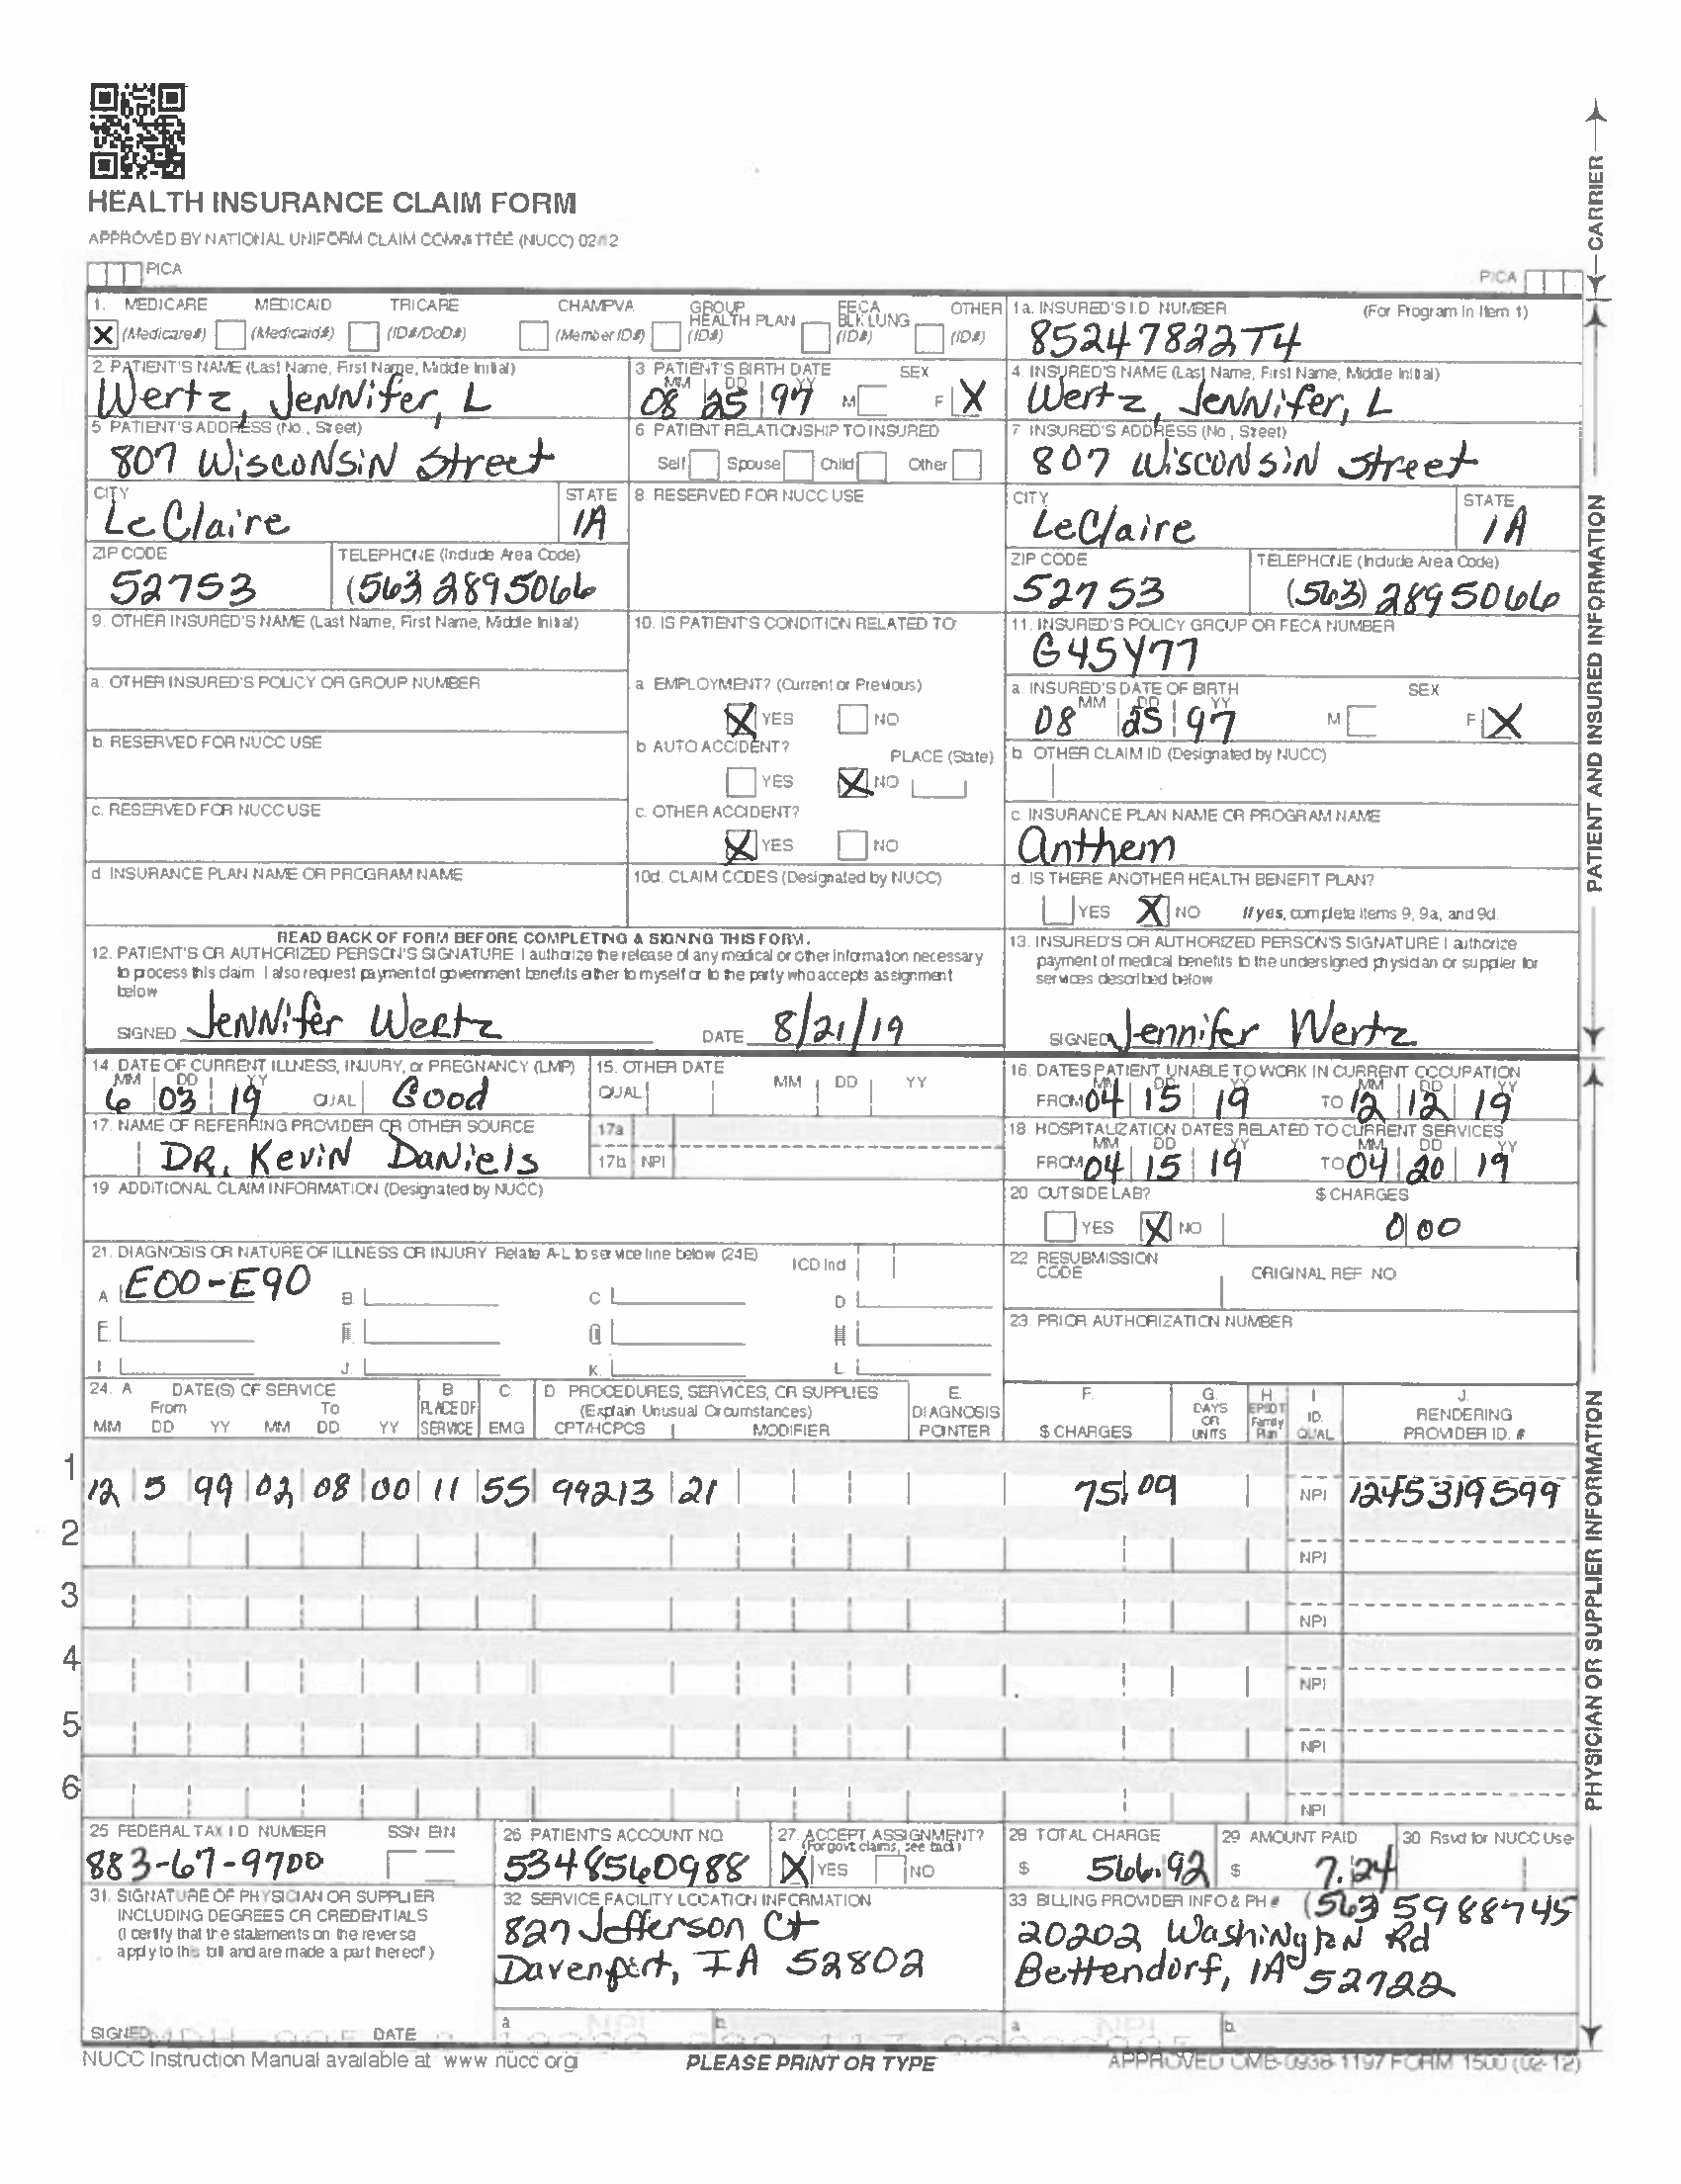 HEALTH INSURANCE CLAIM FORM
APPROVED BY NATIONAL UNIFORM CLAIM COMMITTEE (NUCC) 02/12
PICA
PICA
CARRIER
1. MEDICARE MEDICAID TRICARE CHAMPVA GROUP HEALTH PLAN FECA BLK LUNG OTHER
X (Medicare#) (Medicaid#) (ID#/DoD#) (Member ID#) (ID#) (ID#) (ID#)
1a. INSURED'S I.D. NUMBER (For Program In Item 1)
85247822T4
2. PATIENT'S NAME (Last Name, First Name, Middle Initial)
Wertz, Jennifer, L
3. PATIENT'S BIRTH DATE SEX
MM DD YY
08 25 97 M F X
4. INSURED'S NAME (Last Name, First Name, Middle Initial)
Wertz, Jennifer, L
5. PATIENT'S ADDRESS (No., Street)
807 Wisconsin Street
6. PATIENT RELATIONSHIP TO INSURED
Self Spouse Child Other
7. INSURED'S ADDRESS (No., Street)
807 Wisconsin Street
CITY STATE
LeClaire IA
8. RESERVED FOR NUCC USE
CITY STATE
LeClaire IA
ZIP CODE TELEPHONE (Include Area Code)
52753 (563 2895066
ZIP CODE TELEPHONE (Include Area Code)
52753 (563) 2895066
9. OTHER INSURED'S NAME (Last Name, First Name, Middle Initial)
10. IS PATIENT'S CONDITION RELATED TO:
11. INSURED'S POLICY GROUP OR FECA NUMBER
G45Y77
a. OTHER INSURED'S POLICY OR GROUP NUMBER
a. EMPLOYMENT? (Current or Previous)
X YES NO
a. INSURED'S DATE OF BIRTH SEX
MM DD YY
08 25 97 M F X
b. RESERVED FOR NUCC USE
b. AUTO ACCIDENT? PLACE (State)
YES X NO
b. OTHER CLAIM ID (Designated by NUCC)
c. RESERVED FOR NUCC USE
c. OTHER ACCIDENT?
X YES NO
c. INSURANCE PLAN NAME OR PROGRAM NAME
Anthem
d. INSURANCE PLAN NAME OR PROGRAM NAME
10d. CLAIM CODES (Designated by NUCC)
d. IS THERE ANOTHER HEALTH BENEFIT PLAN?
YES X NO If yes, complete items 9, 9a, and 9d.
PATIENT AND INSURED INFORMATION
READ BACK OF FORM BEFORE COMPLETING & SIGNING THIS FORM.
12. PATIENT'S OR AUTHORIZED PERSON'S SIGNATURE I authorize the release of any medical or other information necessary
to process this claim. I also request payment of government benefits either to myself or to the party who accepts assignment
below
SIGNED Jennifer Wertz DATE 8/21/19
13. INSURED'S OR AUTHORIZED PERSON'S SIGNATURE I authorize
payment of medical benefits to the undersigned physician or supplier for
services described below
SIGNED Jennifer Wertz
14. DATE OF CURRENT ILLNESS, INJURY, or PREGNANCY (LMP)
MM DD YY
6 03 19 QUAL Good
15. OTHER DATE
QUAL MM DD YY
16. DATES PATIENT UNABLE TO WORK IN CURRENT OCCUPATION
MM DD YY MM DD YY
FROM 04 15 19 TO 12 12 19
17. NAME OF REFERRING PROVIDER OR OTHER SOURCE
DR. Kevin Daniels
17a
17b NPI
18. HOSPITALIZATION DATES RELATED TO CURRENT SERVICES
MM DD YY MM DD YY
FROM 04 15 19 TO 04 20 19
19 ADDITIONAL CLAIM INFORMATION (Designated by NUCC)
20 OUTSIDE LAB? $ CHARGES
YES X NO 0 00
21. DIAGNOSIS OR NATURE OF ILLNESS OR INJURY Relate A-L to service line below (24E) ICD Ind
A E00-E90 B C D
E. F. G H
I. J. K. L.
22. RESUBMISSION CODE ORIGINAL REF NO
23. PRIOR AUTHORIZATION NUMBER
24. A DATE(S) OF SERVICE B C. D PROCEDURES, SERVICES, OR SUPPLIES E. F. G. H I J.
From To PLACE OF (Explain Unusual Circumstances) DIAGNOSIS DAYS OR EPSDT Family ID. RENDERING
MM DD YY MM DD YY SERVICE EMG CPT/HCPCS MODIFIER POINTER $ CHARGES UNITS Plan QUAL PROVIDER ID. #
1 12 5 99 02 08 00 11 55 99213 21 75.09 NPI 1245319599
2 NPI
3 NPI
4 NPI
5 NPI
6 NPI
PHYSICIAN OR SUPPLIER INFORMATION
25 FEDERAL TAX I D NUMBER SSN EIN
883-67-9700
26 PATIENT'S ACCOUNT NO.
5348560988
27. ACCEPT ASSIGNMENT?
(For govt. claims, see back)
X YES NO
28 TOTAL CHARGE
$ 566.92
29 AMOUNT PAID
$ 7.24
30 Rsvd for NUCC Use
31. SIGNATURE OF PHYSICIAN OR SUPPLIER
INCLUDING DEGREES OR CREDENTIALS
(I certify that the statements on the reverse
apply to this bill and are made a part thereof.)
SIGNED DATE
32 SERVICE FACILITY LOCATION INFORMATION
827 Jefferson Ct
Davenport, IA 52802
a NPI b.
33 BILLING PROVIDER INFO & PH # (563 5988745
20202 Washington Rd
Bettendorf, IA 52722
a NPI b.
NUCC Instruction Manual available at www nucc org
PLEASE PRINT OR TYPE
APPROVED OMB-0938-1197 FORM 1500 (02-12)